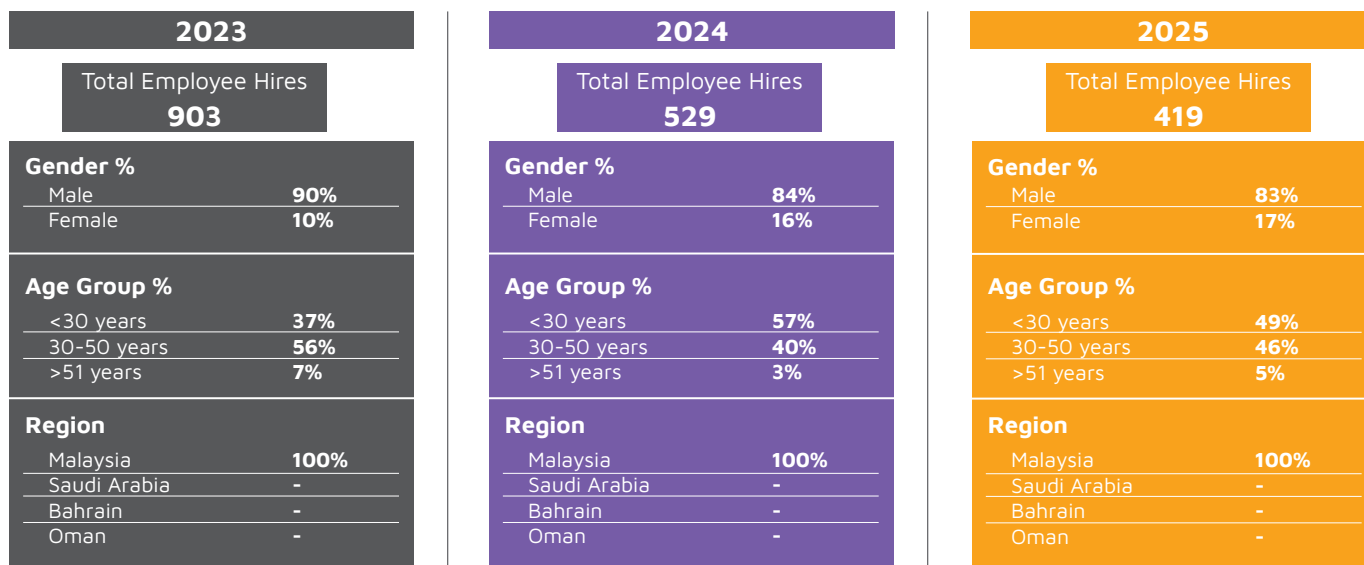 2023
Total Employee Hires
903
Gender %
Male 90%
Female 10%
Age Group %
<30 years 37%
30-50 years 56%
>51 years 7%
Region
Malaysia 100%
Saudi Arabia -
Bahrain -
Oman -
2024
Total Employee Hires
529
Gender %
Male 84%
Female 16%
Age Group %
<30 years 57%
30-50 years 40%
>51 years 3%
Region
Malaysia 100%
Saudi Arabia -
Bahrain -
Oman -
2025
Total Employee Hires
419
Gender %
Male 83%
Female 17%
Age Group %
<30 years 49%
30-50 years 46%
>51 years 5%
Region
Malaysia 100%
Saudi Arabia -
Bahrain -
Oman -